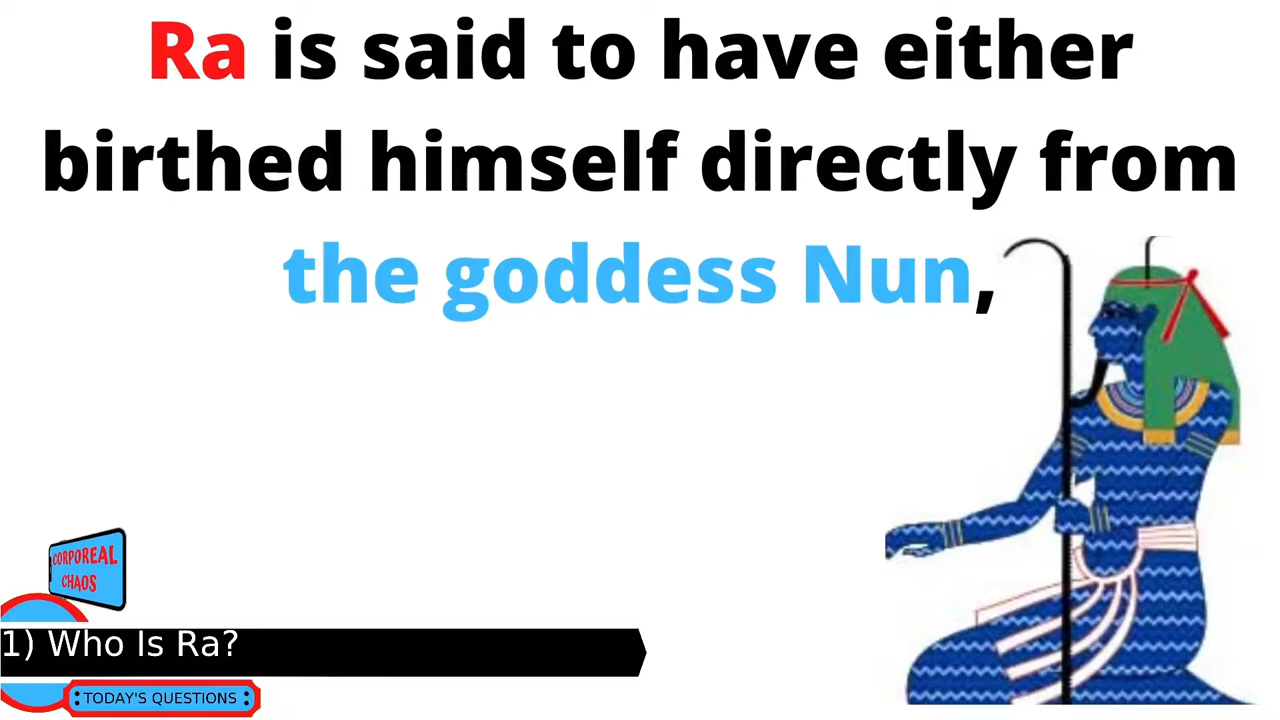 Ra is said to have either
birthed himself directly from
the goddess Nun,
CORPOREAL
CHAOS
1) Who Is Ra?
TODAY'S QUESTIONS